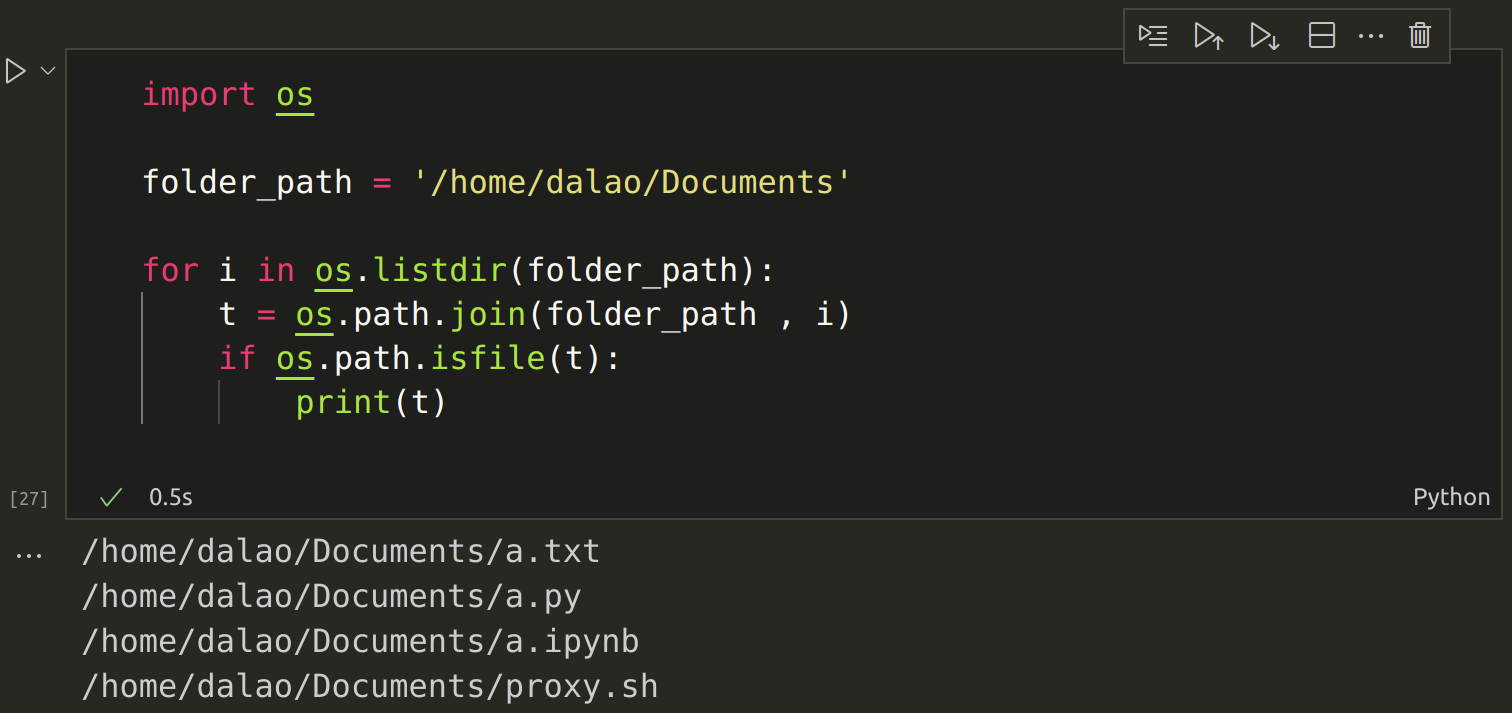 import os
folder_path = '/home/dalao/Documents'
for i in os.listdir(folder_path):
    t = os.path.join(folder_path , i)
    if os.path.isfile(t):
        print(t)
[27]
0.5s
Python
/home/dalao/Documents/a.txt
/home/dalao/Documents/a.py
/home/dalao/Documents/a.ipynb
/home/dalao/Documents/proxy.sh